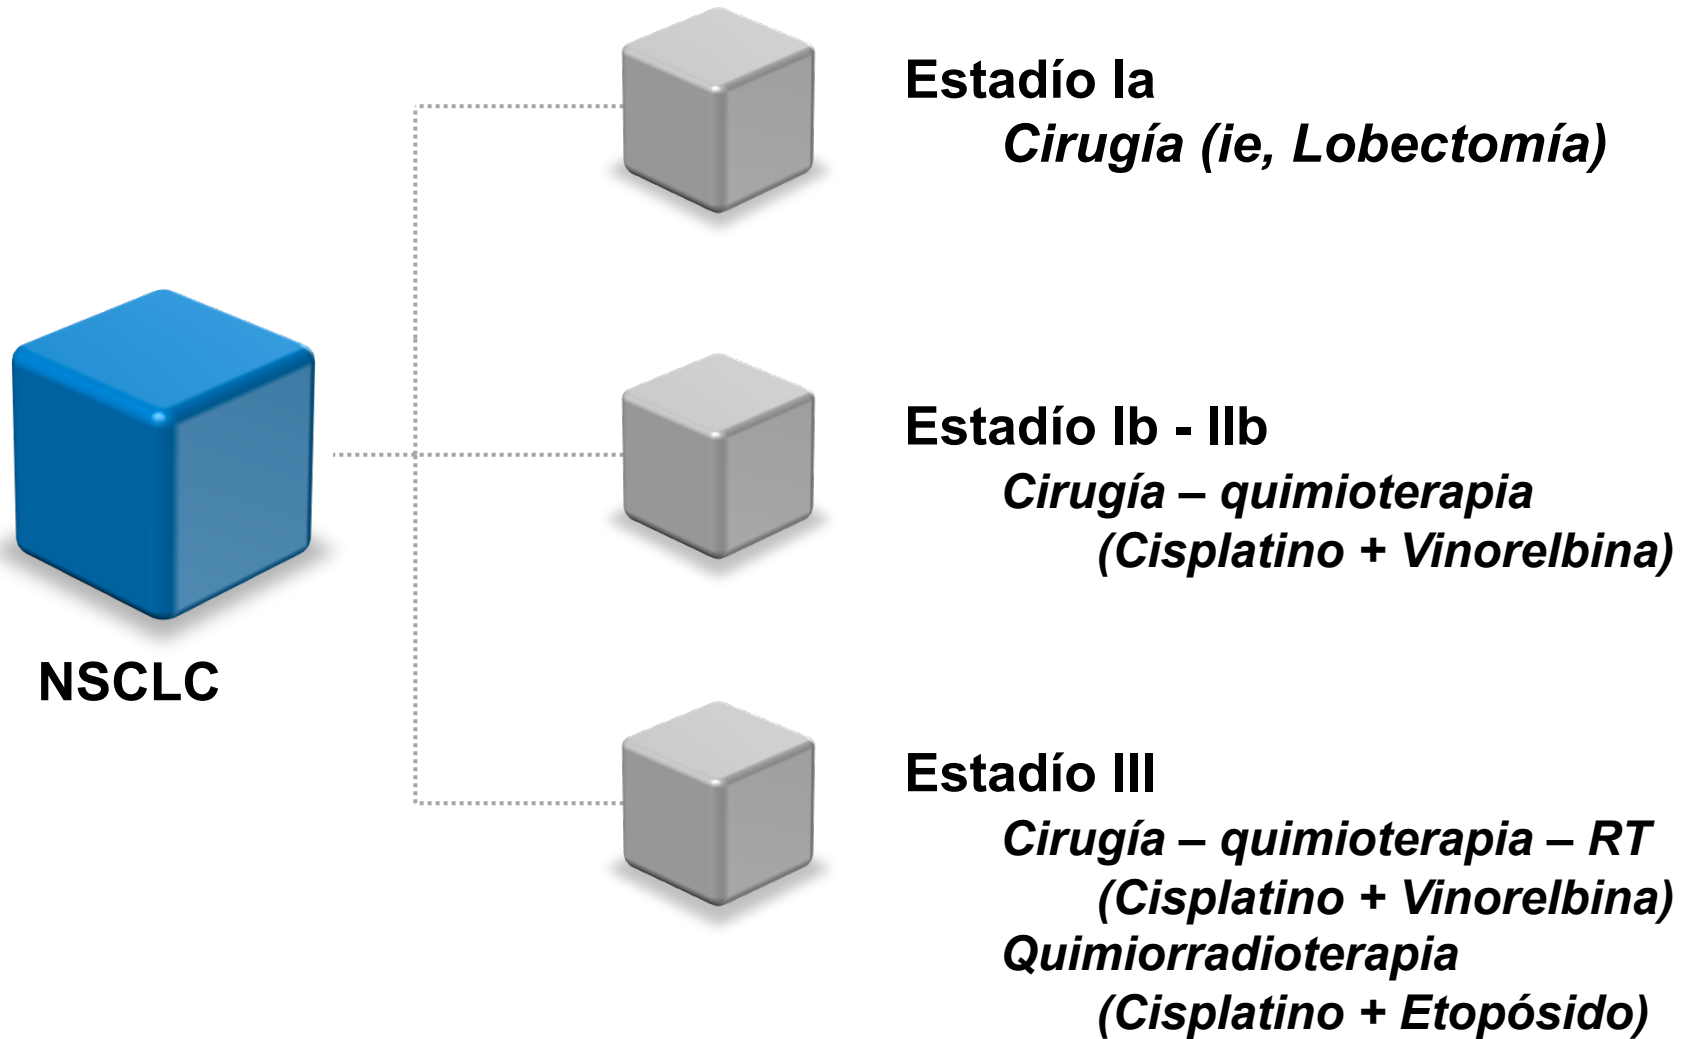 Estadío Ia
Cirugía (ie, Lobectomía)
NSCLC
Estadío Ib - IIb
Cirugía – quimioterapia
(Cisplatino + Vinorelbina)
Estadío III
Cirugía – quimioterapia – RT
(Cisplatino + Vinorelbina)
Quimiorradioterapia
(Cisplatino + Etopósido)